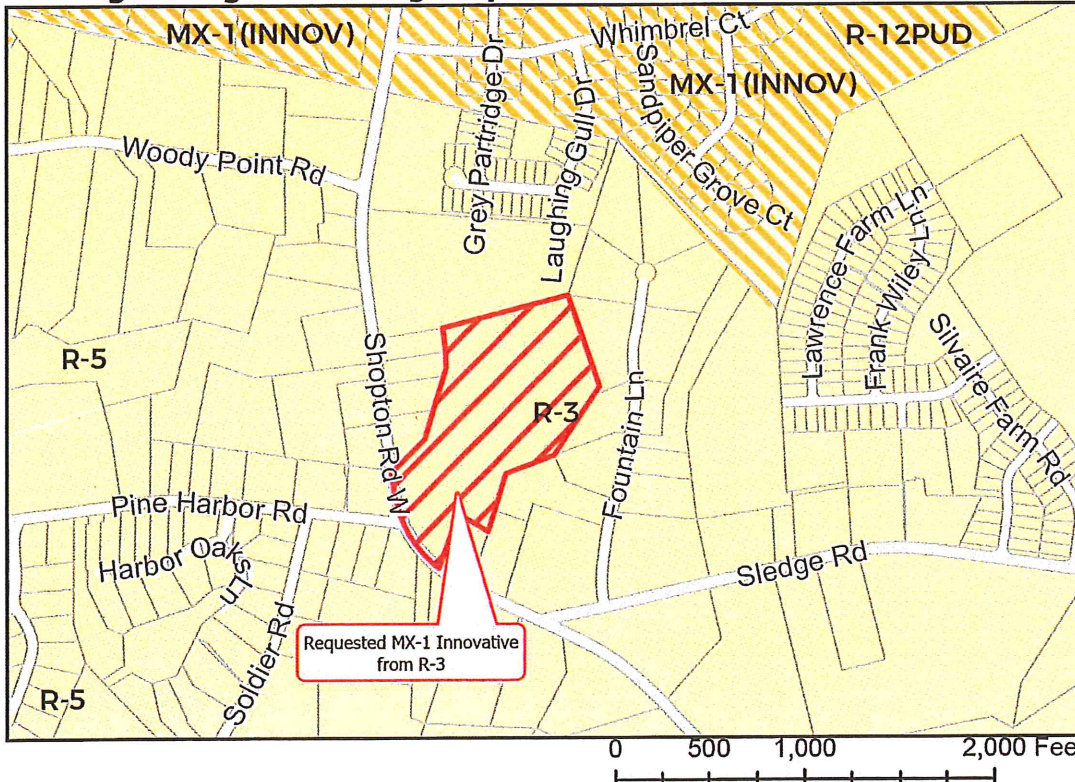 MX-1(INNOV)
Whimbrel Ct
R-12PUD
MX-1(INNOV)
Grey Partridge Dr
Laughing Gull Dr
Sandpiper Grove Ct
Woody Point Rd
Lawrence Farm Ln
Frank Wiley Ln
Silvaire Farm Rd
R-5
Shopton Rd W
R-3
Fountain Ln
Pine Harbor Rd
Harbor Oaks Ln
Soldier Rd
Sledge Rd
Requested MX-1 Innovative
from R-3
R-5
0 500 1,000 2,000 Fee